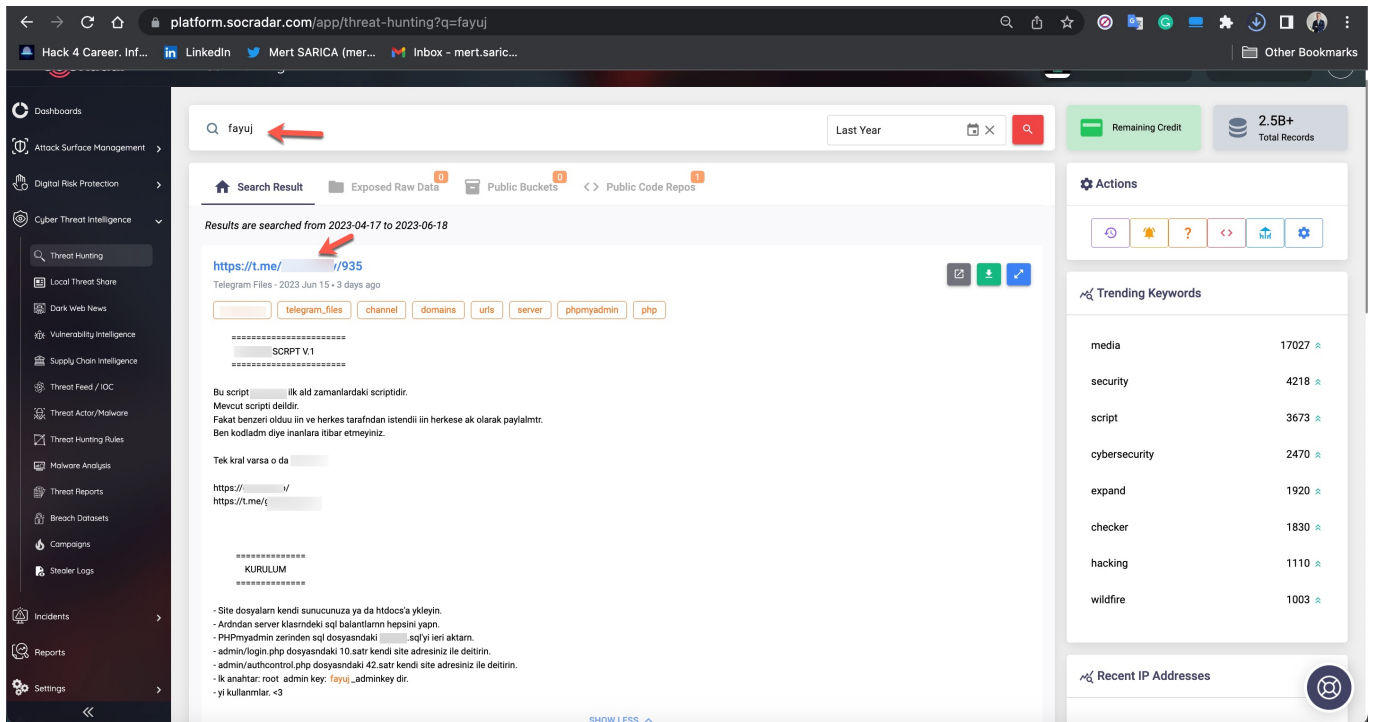 platform.socradar.com/app/threat-hunting?q=fayuj
Hack 4 Career. Inf...
LinkedIn
Mert SARICA (mer...
Inbox - mert.saric...
Other Bookmarks
Dashboards
Attack Surface Management
Digital Risk Protection
Cyber Threat Intelligence
Threat Hunting
Local Threat Share
Dark Web News
Vulnerability Intelligence
Supply Chain Intelligence
Threat Feed / IOC
Threat Actor/Malware
Threat Hunting Rules
Malware Analysis
Threat Reports
Breach Datasets
Campaigns
Stealer Logs
Incidents
Reports
Settings
fayuj
Last Year
Search Result
Exposed Raw Data 0
Public Buckets 0
Public Code Repos 1
Results are searched from 2023-04-17 to 2023-06-18
https://t.me/ /935
Telegram Files - 2023 Jun 15 • 3 days ago
telegram_files
channel
domains
urls
server
phpmyadmin
php
=======================
SCRPT V.1
=======================
Bu script ilk ald zamanlardaki scriptidir.
Mevcut scripti deildir.
Fakat benzeri olduu iin ve herkes tarafndan istendii iin herkese ak olarak paylalmtr.
Ben kodladm diye inanlara itibar etmeyiniz.
Tek kral varsa o da
https:// /
https://t.me/
==============
KURULUM
==============
- Site dosyalarn kendi sunucunuza ya da htdocs'a ykleyin.
- Ardndan server klasrndeki sql balantlarnn hepsini yapn.
- PHPmyadmin zerinden sql dosyasndaki .sql'yi ieri aktarn.
- admin/login.php dosyasndaki 10.satr kendi site adresiniz ile deitirin.
- admin/authcontrol.php dosyasndaki 42.satr kendi site adresiniz ile deitirin.
- lk anahtar: root admin key: fayuj_adminkey dir.
- yi kullanmlar. <3
SHOW LESS
Remaining Credit
2.5B+
Total Records
Actions
Trending Keywords
media 17027
security 4218
script 3673
cybersecurity 2470
expand 1920
checker 1830
hacking 1110
wildfire 1003
Recent IP Addresses